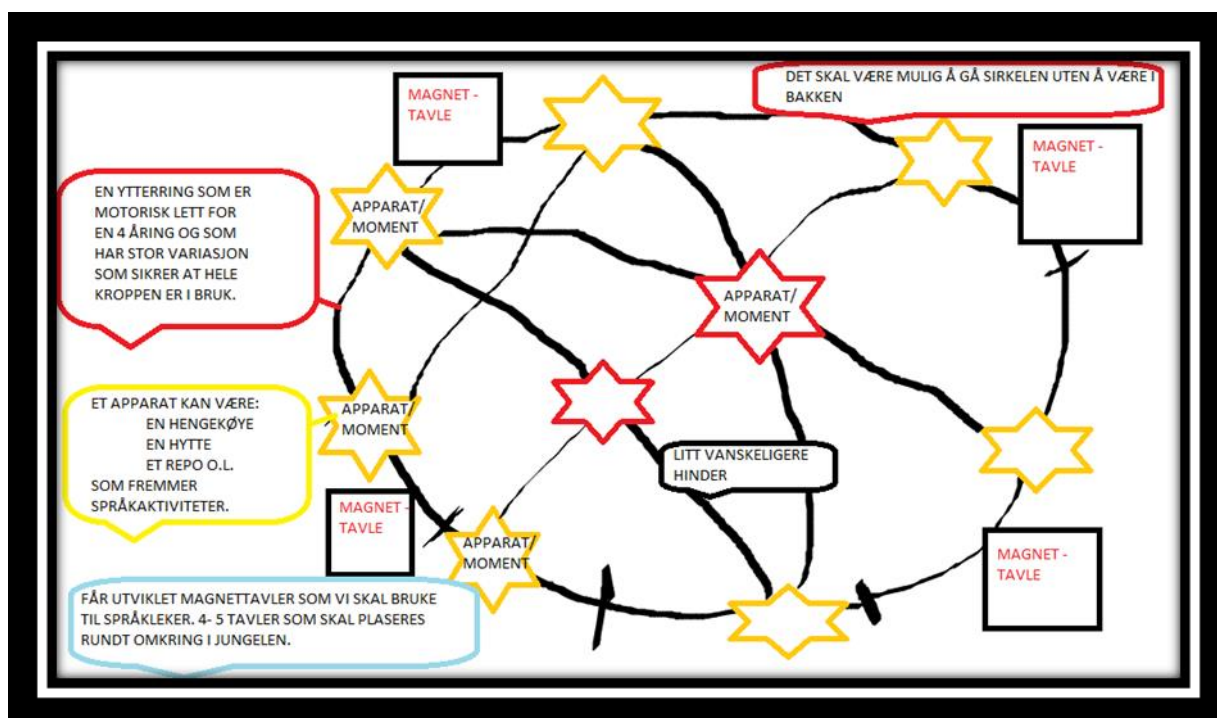 MAGNET -
TAVLE
DET SKAL VÆRE MULIG Å GÅ SIRKELEN UTEN Å VÆRE I
BAKKEN
MAGNET -
TAVLE
EN YTTERRING SOM ER
MOTORISK LETT FOR
EN 4 ÅRING OG SOM
HAR STOR VARIASJON
SOM SIKRER AT HELE
KROPPEN ER I BRUK.
APPARAT/
MOMENT
APPARAT/
MOMENT
ET APPARAT KAN VÆRE:
EN HENGEKØYE
EN HYTTE
ET REPO O.L.
SOM FREMMER
SPRÅKAKTIVITETER.
APPARAT/
MOMENT
LITT VANSKELIGERE
HINDER
MAGNET -
TAVLE
APPARAT/
MOMENT
MAGNET -
TAVLE
FÅR UTVIKLET MAGNETTAVLER SOM VI SKAL BRUKE
TIL SPRÅKLEKER. 4- 5 TAVLER SOM SKAL PLASERES
RUNDT OMKRING I JUNGELEN.